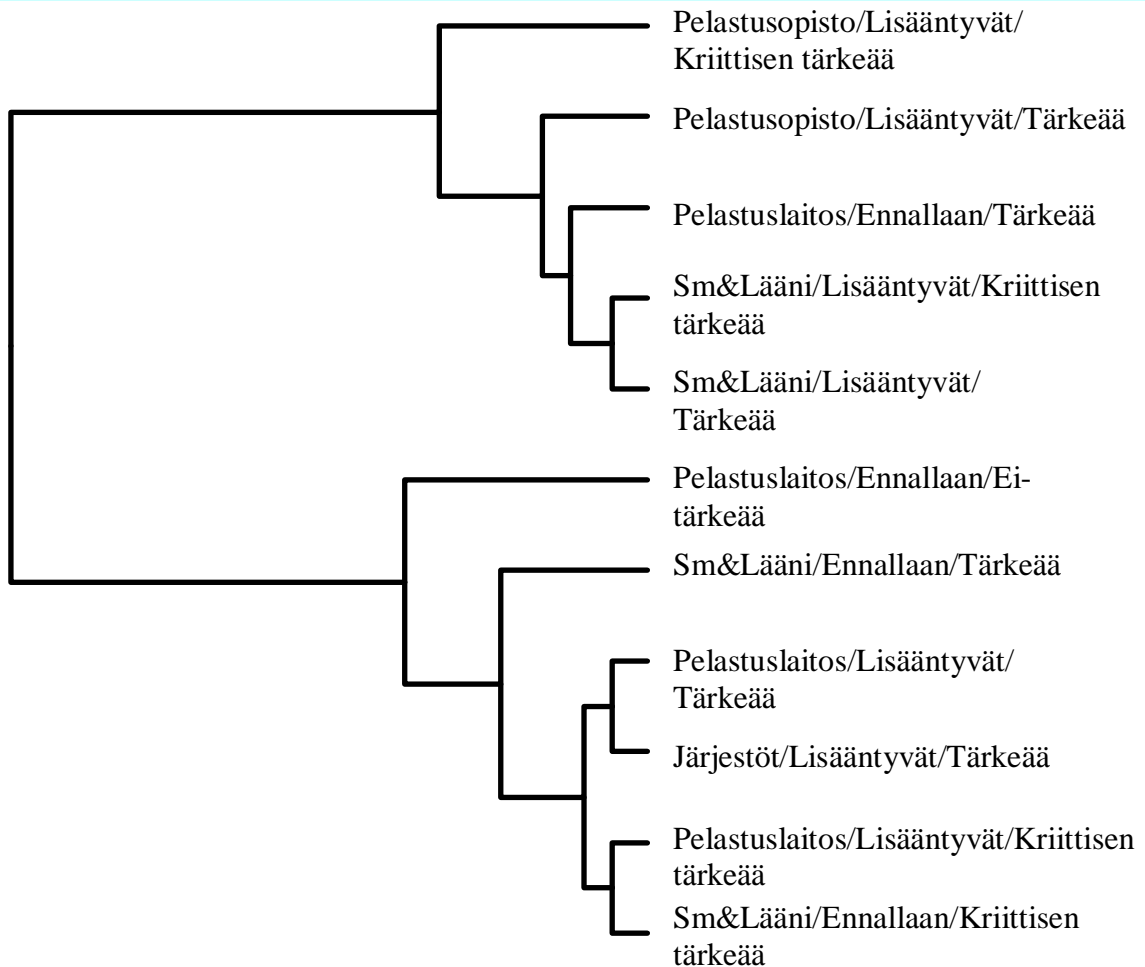 Pelastusopisto/Lisääntyvät/
Kriittisen tärkeää
Pelastusopisto/Lisääntyvät/Tärkeää
Pelastuslaitos/Ennallaan/Tärkeää
Sm&Lääni/Lisääntyvät/Kriittisen
tärkeää
Sm&Lääni/Lisääntyvät/
Tärkeää
Pelastuslaitos/Ennallaan/Ei-
tärkeää
Sm&Lääni/Ennallaan/Tärkeää
Pelastuslaitos/Lisääntyvät/
Tärkeää
Järjestöt/Lisääntyvät/Tärkeää
Pelastuslaitos/Lisääntyvät/Kriittisen
tärkeää
Sm&Lääni/Ennallaan/Kriittisen
tärkeää